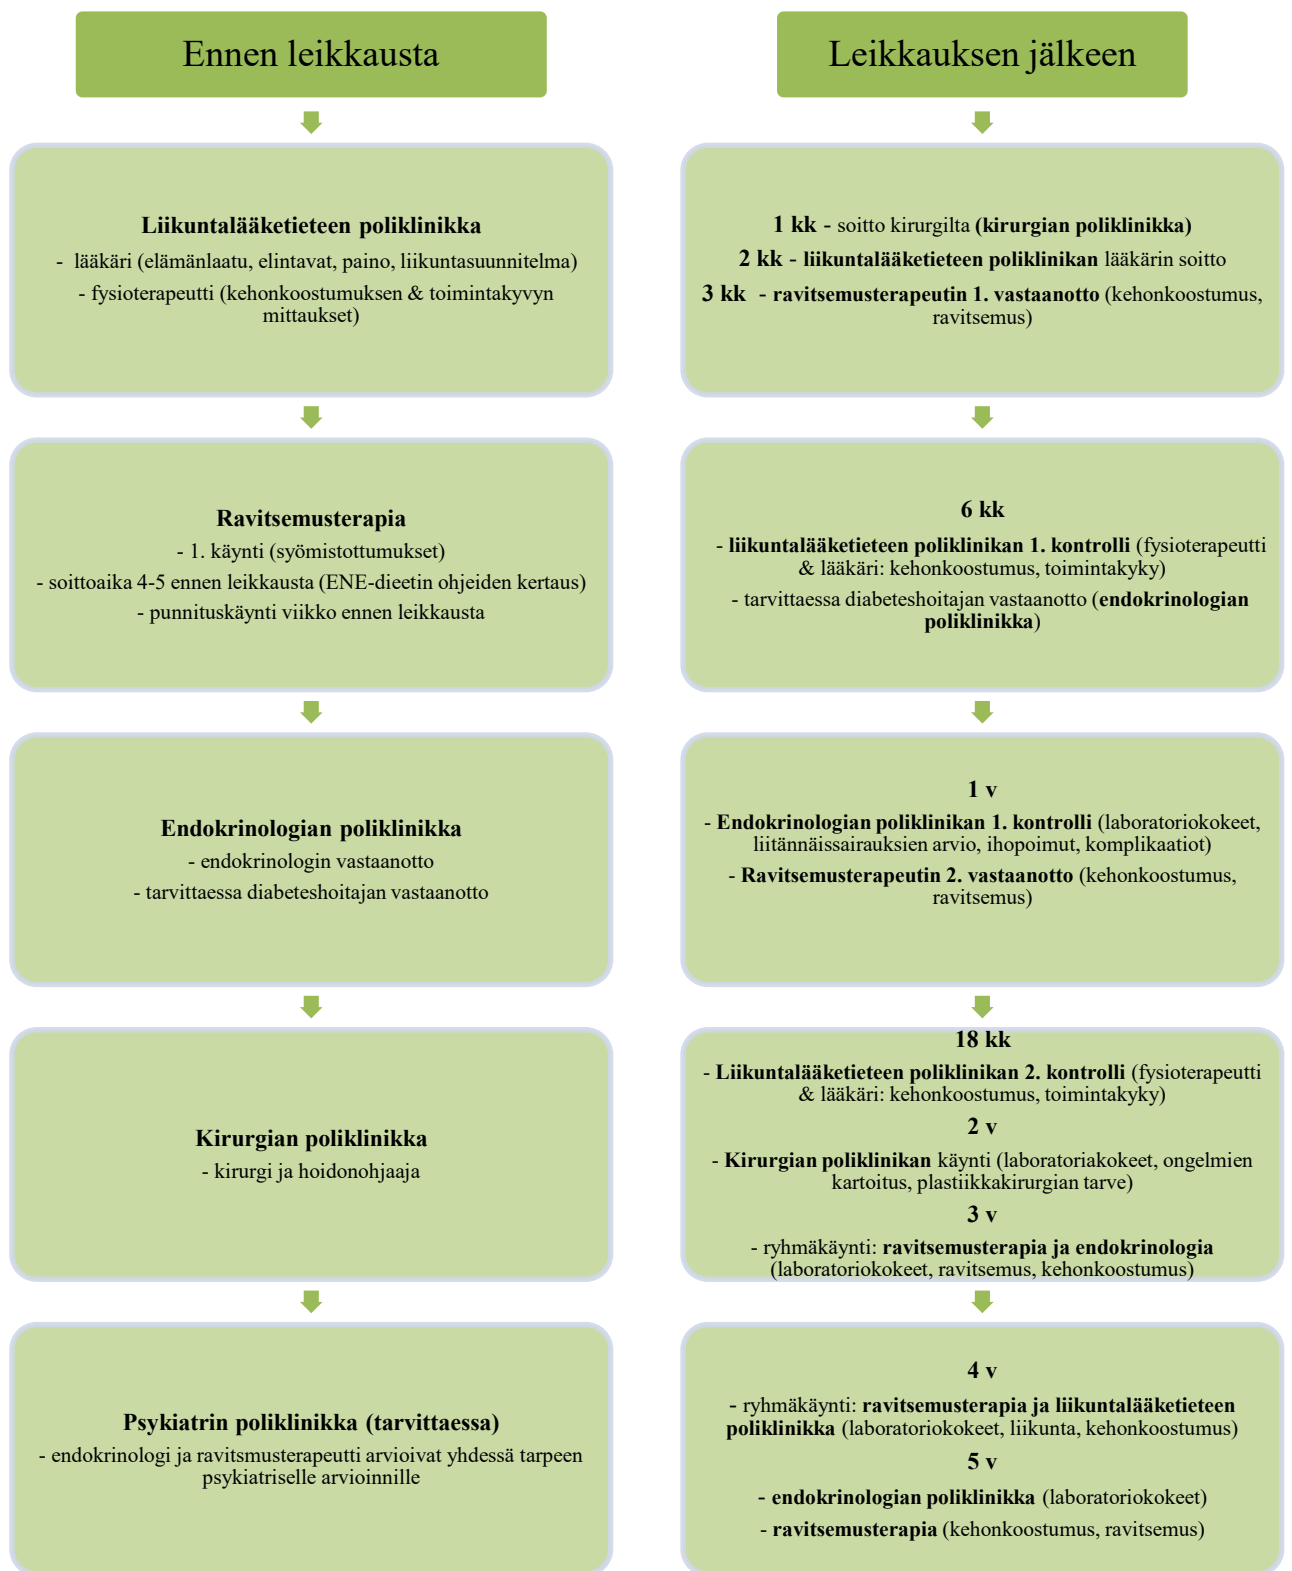 Ennen leikkausta
Liikuntalääketieteen poliklinikka
- lääkäri (elämänlaatu, elintavat, paino, liikuntasuunnitelma)
- fysioterapeutti (kehonkoostumuksen & toimintakyvyn
mittaukset)
Ravitsemusterapia
- 1. käynti (syömistottumukset)
- soittoaika 4-5 ennen leikkausta (ENE-dieetin ohjeiden kertaus)
- punnituskäynti viikko ennen leikkausta
Endokrinologian poliklinikka
- endokrinologin vastaanotto
- tarvittaessa diabeteshoitajan vastaanotto
Kirurgian poliklinikka
- kirurgi ja hoidonohjaaja
Psykiatrin poliklinikka (tarvittaessa)
- endokrinologi ja ravitsmusterapeutti arvioivat yhdessä tarpeen
psykiatriselle arvioinnille
Leikkauksen jälkeen
1 kk - soitto kirurgilta (kirurgian poliklinikka)
2 kk - liikuntalääketieteen poliklinikan lääkärin soitto
3 kk - ravitsemusterapeutin 1. vastaanotto (kehonkoostumus,
ravitsemus)
6 kk
- liikuntalääketieteen poliklinikan 1. kontrolli (fysioterapeutti
& lääkäri: kehonkoostumus, toimintakyky)
- tarvittaessa diabeteshoitajan vastaanotto (endokrinologian
poliklinikka)
1 v
- Endokrinologian poliklinikan 1. kontrolli (laboratoriokokeet,
liitännäissairauksien arvio, ihopoimut, komplikaatiot)
- Ravitsemusterapeutin 2. vastaanotto (kehonkoostumus,
ravitsemus)
18 kk
- Liikuntalääketieteen poliklinikan 2. kontrolli (fysioterapeutti
& lääkäri: kehonkoostumus, toimintakyky)
2 v
- Kirurgian poliklinikan käynti (laboratoriakokeet, ongelmien
kartoitus, plastiikkakirurgian tarve)
3 v
- ryhmäkäynti: ravitsemusterapia ja endokrinologia
(laboratoriokokeet, ravitsemus, kehonkoostumus)
4 v
- ryhmäkäynti: ravitsemusterapia ja liikuntalääketieteen
poliklinikka (laboratoriokokeet, liikunta, kehonkoostumus)
5 v
- endokrinologian poliklinikka (laboratoriokokeet)
- ravitsemusterapia (kehonkoostumus, ravitsemus)